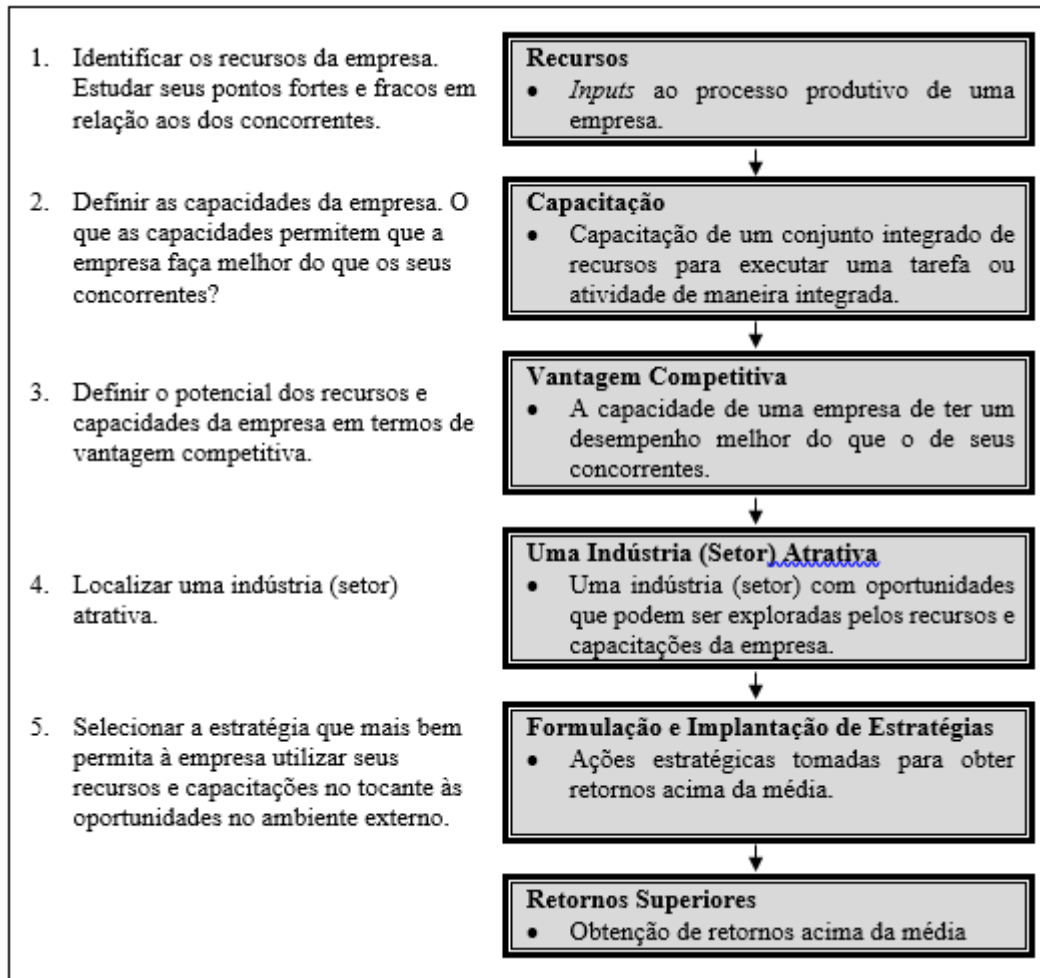 1. Identificar os recursos da empresa.
Estudar seus pontos fortes e fracos em
relação aos dos concorrentes.
Recursos
• Inputs ao processo produtivo de uma
empresa.
2. Definir as capacidades da empresa. O
que as capacidades permitem que a
empresa faça melhor do que os seus
concorrentes?
Capacitação
• Capacitação de um conjunto integrado de
recursos para executar uma tarefa ou
atividade de maneira integrada.
3. Definir o potencial dos recursos e
capacidades da empresa em termos de
vantagem competitiva.
Vantagem Competitiva
• A capacidade de uma empresa de ter um
desempenho melhor do que o de seus
concorrentes.
4. Localizar uma indústria (setor)
atrativa.
Uma Indústria (Setor) Atrativa
• Uma indústria (setor) com oportunidades
que podem ser exploradas pelos recursos e
capacitações da empresa.
5. Selecionar a estratégia que mais bem
permita à empresa utilizar seus
recursos e capacitações no tocante às
oportunidades no ambiente externo.
Formulação e Implantação de Estratégias
• Ações estratégicas tomadas para obter
retornos acima da média.
Retornos Superiores
• Obtenção de retornos acima da média